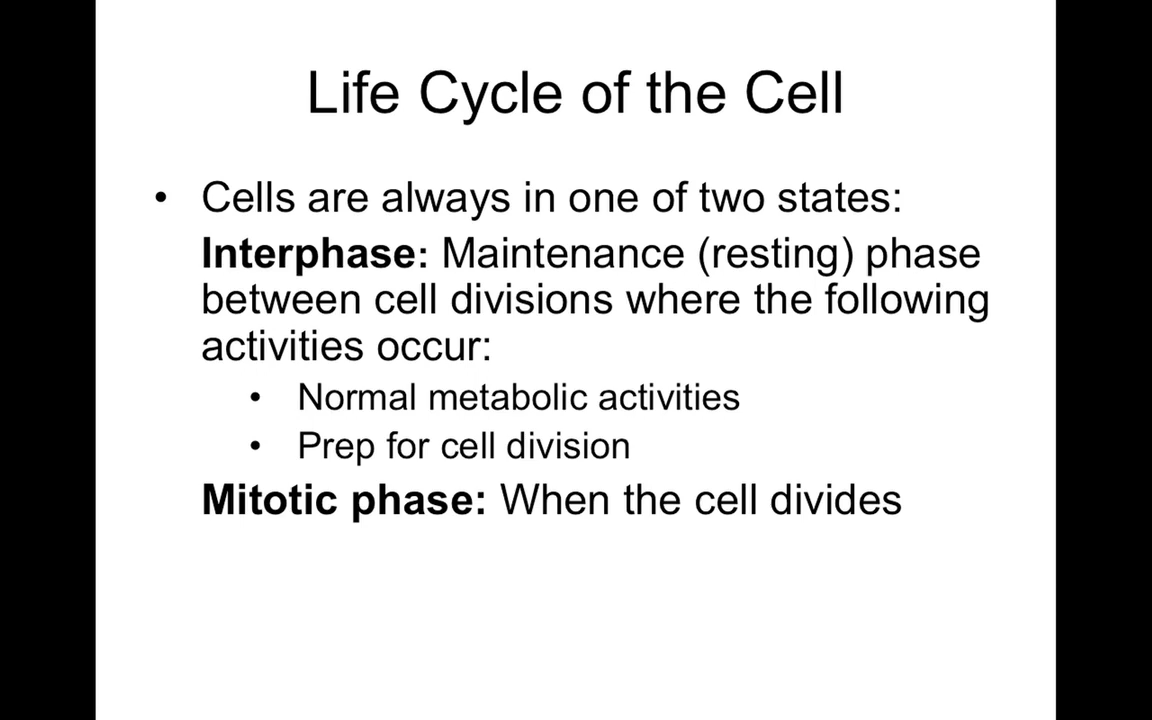 Life Cycle of the Cell
• Cells are always in one of two states:
Interphase: Maintenance (resting) phase
between cell divisions where the following
activities occur:
• Normal metabolic activities
• Prep for cell division
Mitotic phase: When the cell divides